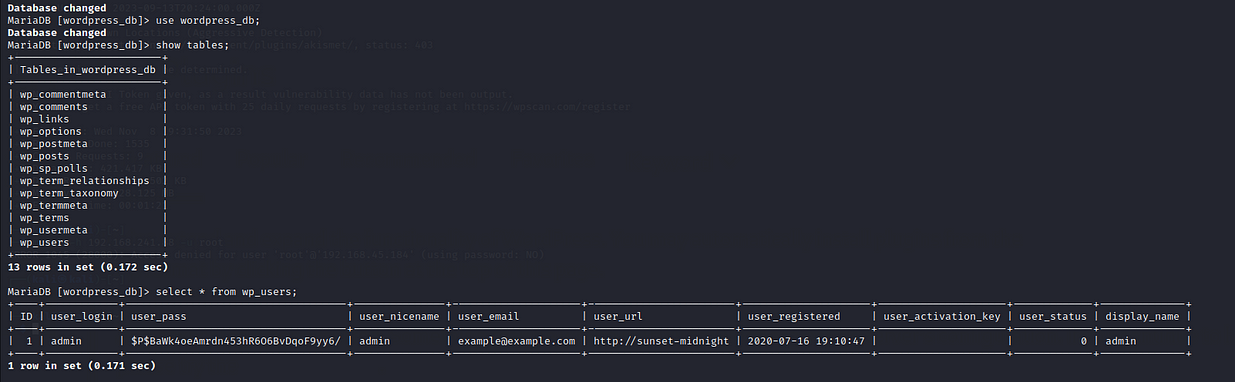 Database changed
MariaDB [wordpress_db]> use wordpress_db;
Database changed
MariaDB [wordpress_db]> show tables;
+------------------------+
| Tables_in_wordpress_db |
+------------------------+
| wp_commentmeta |
| wp_comments |
| wp_links |
| wp_options |
| wp_postmeta |
| wp_posts |
| wp_sp_polls |
| wp_term_relationships |
| wp_term_taxonomy |
| wp_termmeta |
| wp_terms |
| wp_usermeta |
| wp_users |
+------------------------+
13 rows in set (0.172 sec)
MariaDB [wordpress_db]> select * from wp_users;
| ID | user_login | user_pass | user_nicename | user_email | user_url | user_registered | user_activation_key | user_status | display_name |
| 1 | admin | $P$BaWk4oeAmrdn453hR6O6BvDqoF9yy6/ | admin | example@example.com | http://sunset-midnight | 2020-07-16 19:10:47 | | 0 | admin |
1 row in set (0.171 sec)